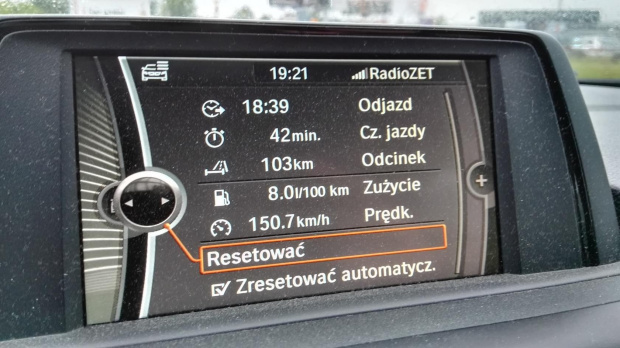 19:21 RadioZET
18:39 Odjazd
42min. Cz. jazdy
103km Odcinek
8.0l/100 km Zużycie
150.7km/h Prędk.
Resetować
Zresetować automatycz.